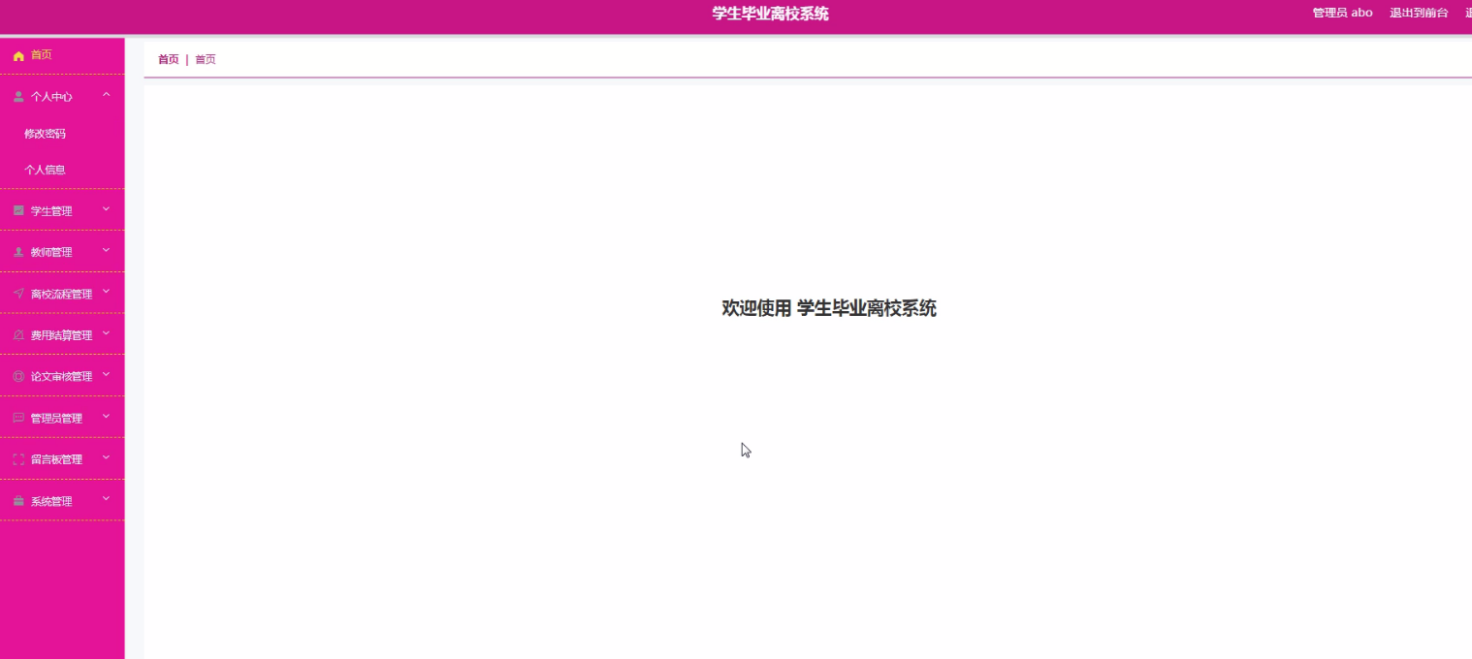 学生毕业离校系统
管理员 abo 退出到前台
首页
首页 | 首页
个人中心
修改密码
个人信息
学生管理
教师管理
离校流程管理
费用结算管理
论文审核管理
管理员管理
留言板管理
系统管理
欢迎使用 学生毕业离校系统